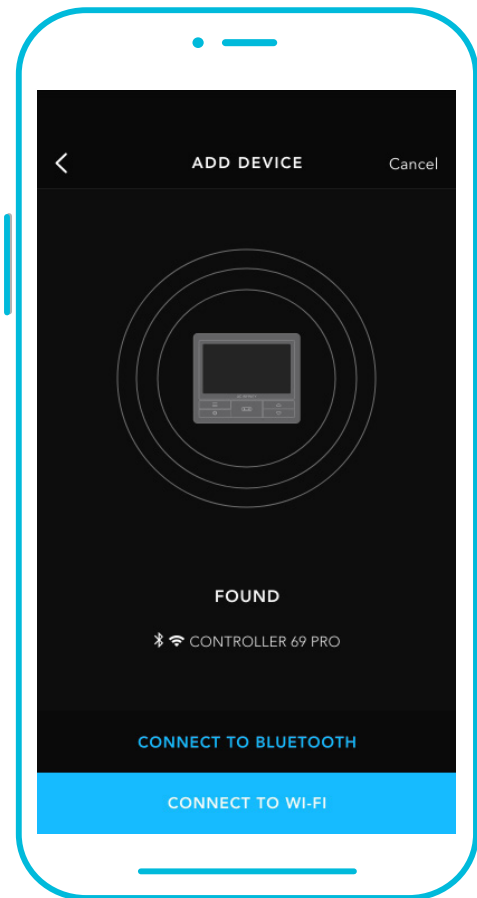 ADD DEVICE Cancel
FOUND
CONTROLLER 69 PRO
CONNECT TO BLUETOOTH
CONNECT TO WI-FI